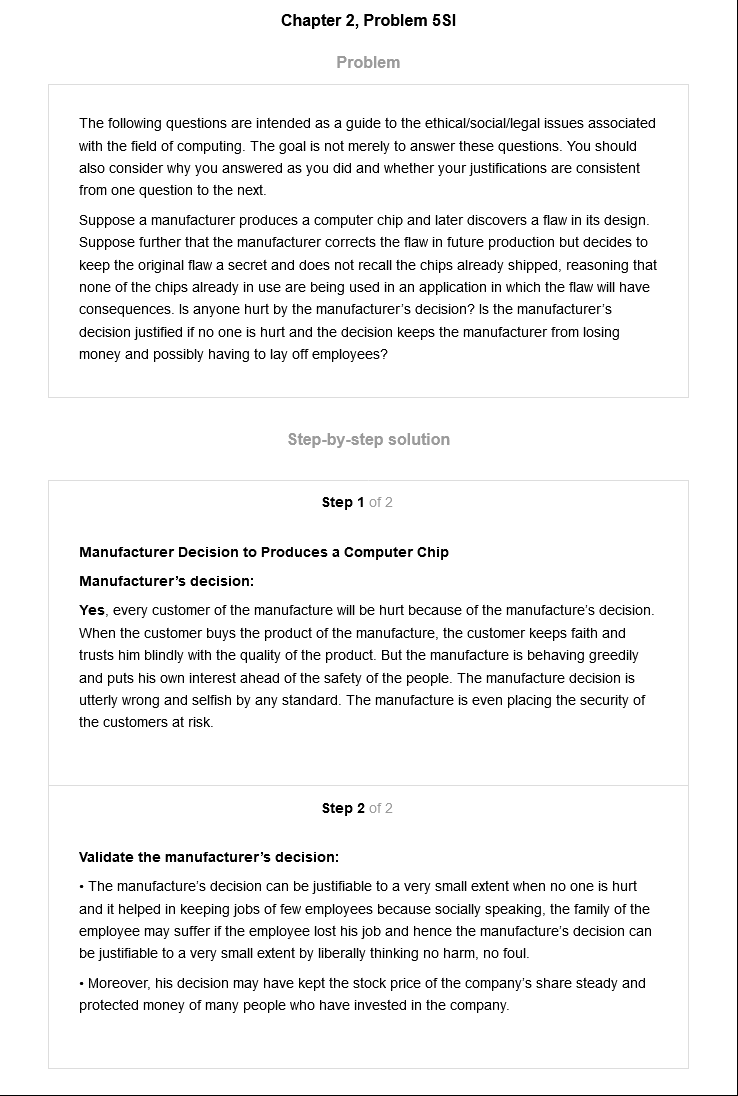 Chapter 2, Problem 5SI
Problem
The following questions are intended as a guide to the ethical/social/legal issues associated
with the field of computing. The goal is not merely to answer these questions. You should
also consider why you answered as you did and whether your justifications are consistent
from one question to the next.
Suppose a manufacturer produces a computer chip and later discovers a flaw in its design.
Suppose further that the manufacturer corrects the flaw in future production but decides to
keep the original flaw a secret and does not recall the chips already shipped, reasoning that
none of the chips already in use are being used in an application in which the flaw will have
consequences. Is anyone hurt by the manufacturer’s decision? Is the manufacturer’s
decision justified if no one is hurt and the decision keeps the manufacturer from losing
money and possibly having to lay off employees?
Step-by-step solution
Step 1 of 2
Manufacturer Decision to Produces a Computer Chip
Manufacturer’s decision:
Yes, every customer of the manufacture will be hurt because of the manufacture’s decision.
When the customer buys the product of the manufacture, the customer keeps faith and
trusts him blindly with the quality of the product. But the manufacture is behaving greedily
and puts his own interest ahead of the safety of the people. The manufacture decision is
utterly wrong and selfish by any standard. The manufacture is even placing the security of
the customers at risk.
Step 2 of 2
Validate the manufacturer’s decision:
• The manufacture’s decision can be justifiable to a very small extent when no one is hurt
and it helped in keeping jobs of few employees because socially speaking, the family of the
employee may suffer if the employee lost his job and hence the manufacture’s decision can
be justifiable to a very small extent by liberally thinking no harm, no foul.
• Moreover, his decision may have kept the stock price of the company’s share steady and
protected money of many people who have invested in the company.